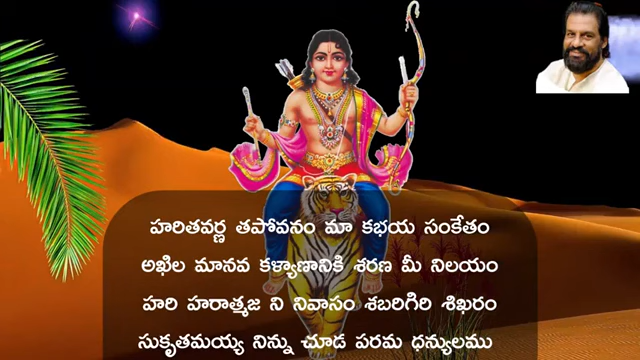 హరితవర్ణ తపోవనం మా కభయ సంకేతం
అఖిల మానవ కళ్యాణానికి శరణ మీ నిలయం
హరి హరాత్మజ ని నివాసం శబరిగిరి శిఖరం
సుకృతమయ్య నిన్ను చూడ పరమ ధన్యులము